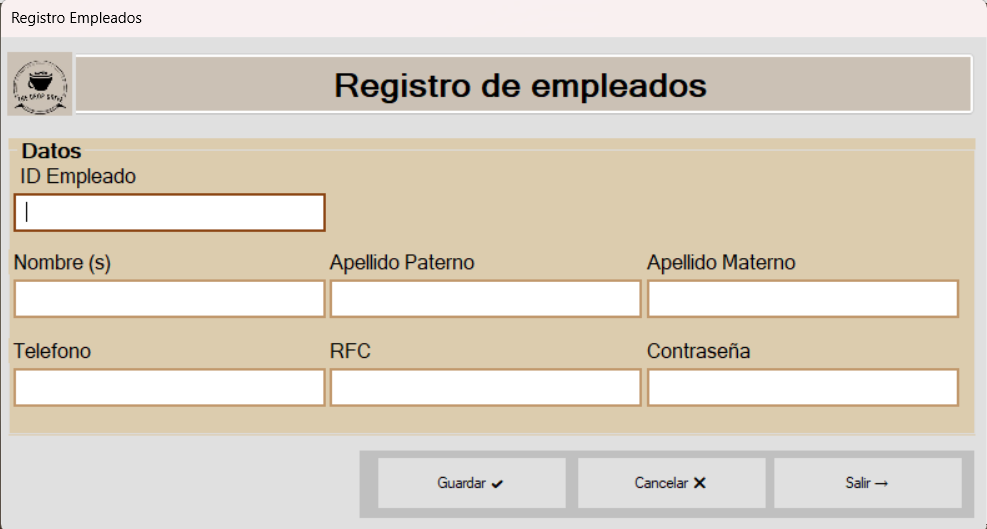 Registro Empleados
Registro de empleados
Datos
ID Empleado
Nombre (s) Apellido Paterno Apellido Materno
Telefono RFC Contraseña
Guardar ✔ Cancelar ✕ Salir →